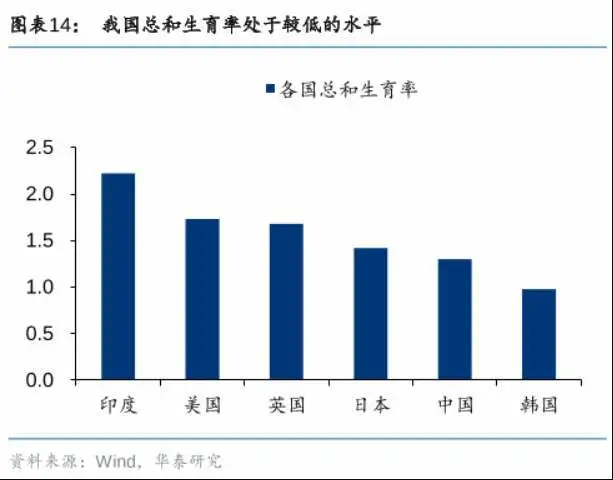 图表14： 我国总和生育率处于较低的水平
各国总和生育率
2.5
2.0
1.5
1.0
0.5
0.0
印度 美国 英国 日本 中国 韩国
资料来源：Wind，华泰研究